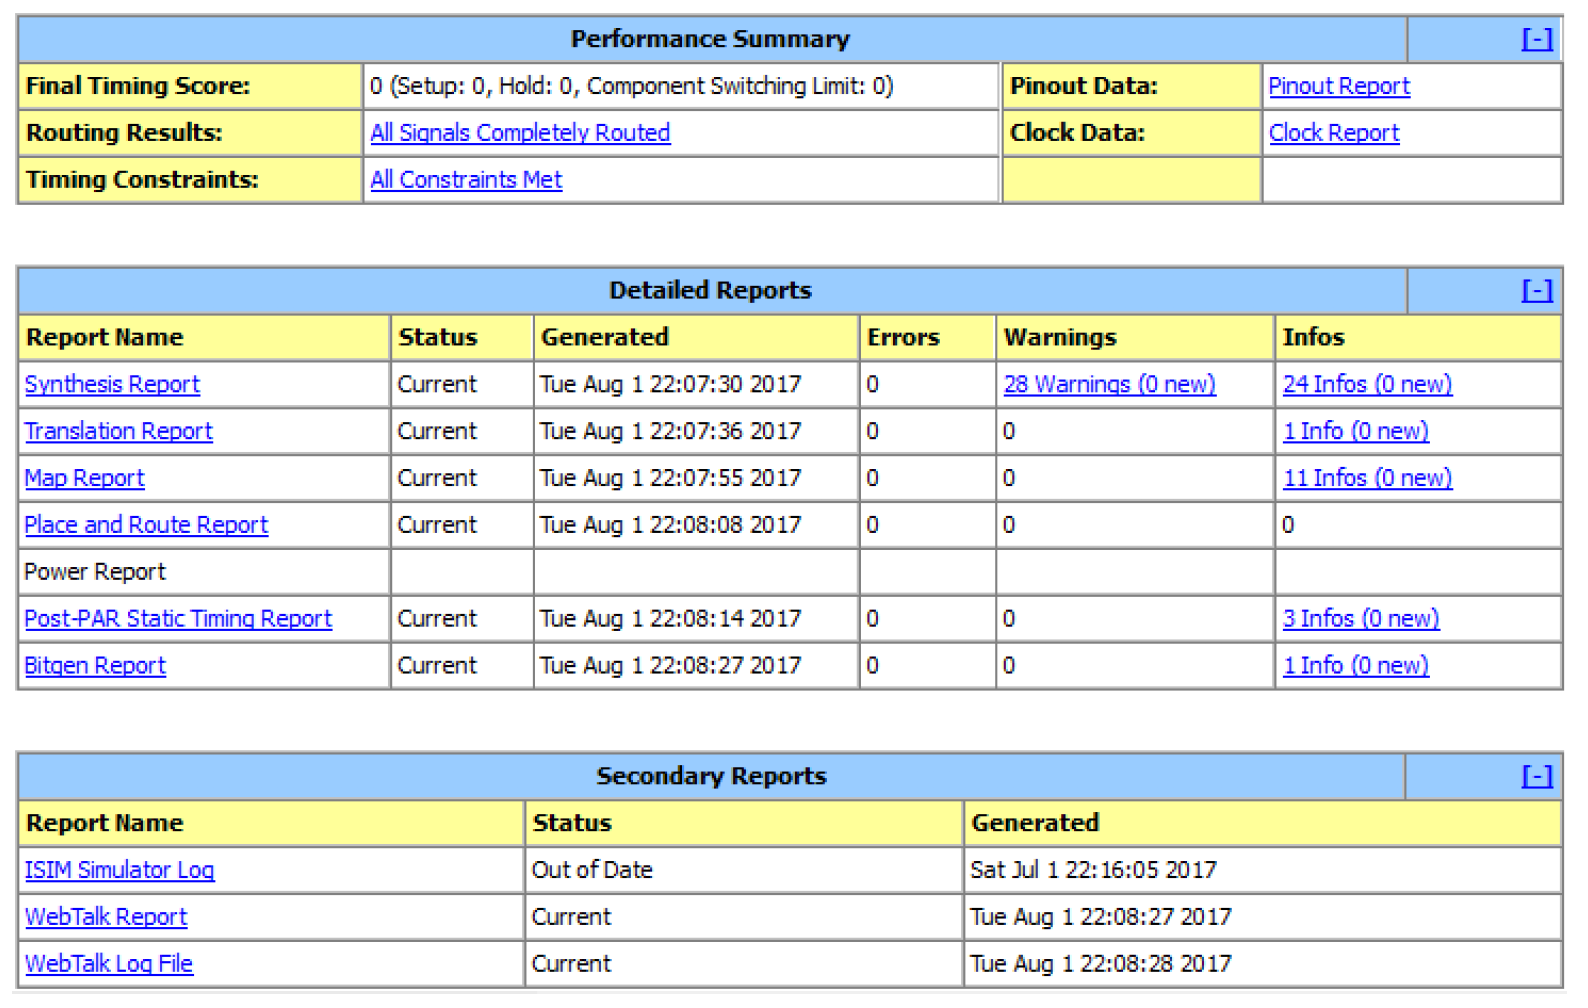 Performance Summary [-]
Final Timing Score: 0 (Setup: 0, Hold: 0, Component Switching Limit: 0) Pinout Data: Pinout Report
Routing Results: All Signals Completely Routed Clock Data: Clock Report
Timing Constraints: All Constraints Met
Detailed Reports [-]
Report Name Status Generated Errors Warnings Infos
Synthesis Report Current Tue Aug 1 22:07:30 2017 0 28 Warnings (0 new) 24 Infos (0 new)
Translation Report Current Tue Aug 1 22:07:36 2017 0 0 1 Info (0 new)
Map Report Current Tue Aug 1 22:07:55 2017 0 0 11 Infos (0 new)
Place and Route Report Current Tue Aug 1 22:08:08 2017 0 0 0
Power Report
Post-PAR Static Timing Report Current Tue Aug 1 22:08:14 2017 0 0 3 Infos (0 new)
Bitgen Report Current Tue Aug 1 22:08:27 2017 0 0 1 Info (0 new)
Secondary Reports [-]
Report Name Status Generated
ISIM Simulator Log Out of Date Sat Jul 1 22:16:05 2017
WebTalk Report Current Tue Aug 1 22:08:27 2017
WebTalk Log File Current Tue Aug 1 22:08:28 2017